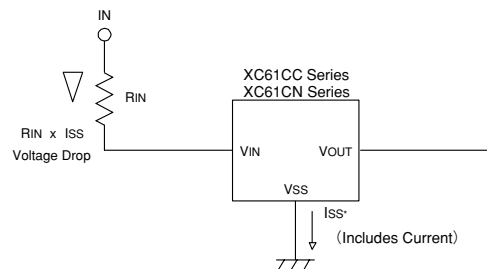 IN
RIN
RIN x ISS
Voltage Drop
XC61CC Series
XC61CN Series
VIN
VOUT
VSS
ISS*
(Includes Current)